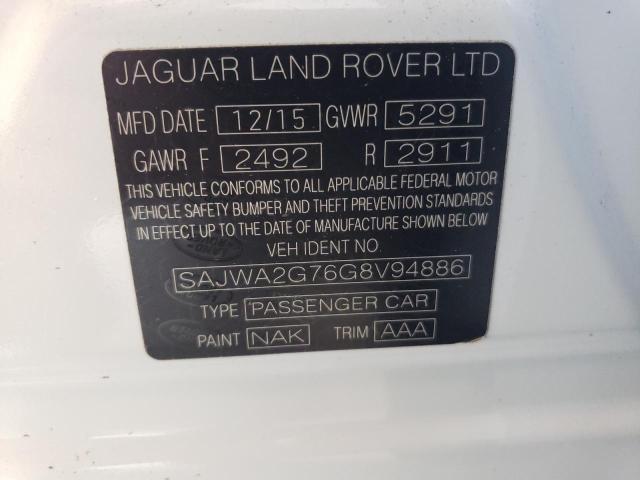 JAGUAR LAND ROVER LTD
MFD DATE 12/15 GVWR 5291
GAWR F 2492 R 2911
THIS VEHICLE CONFORMS TO ALL APPLICABLE FEDERAL MOTOR
VEHICLE SAFETY BUMPER AND THEFT PREVENTION STANDARDS
IN EFFECT UP TO THE DATE OF MANUFACTURE SHOWN BELOW
VEH IDENT NO.
SAJWA2G76G8V94886
TYPE PASSENGER CAR
PAINT NAK TRIM AAA